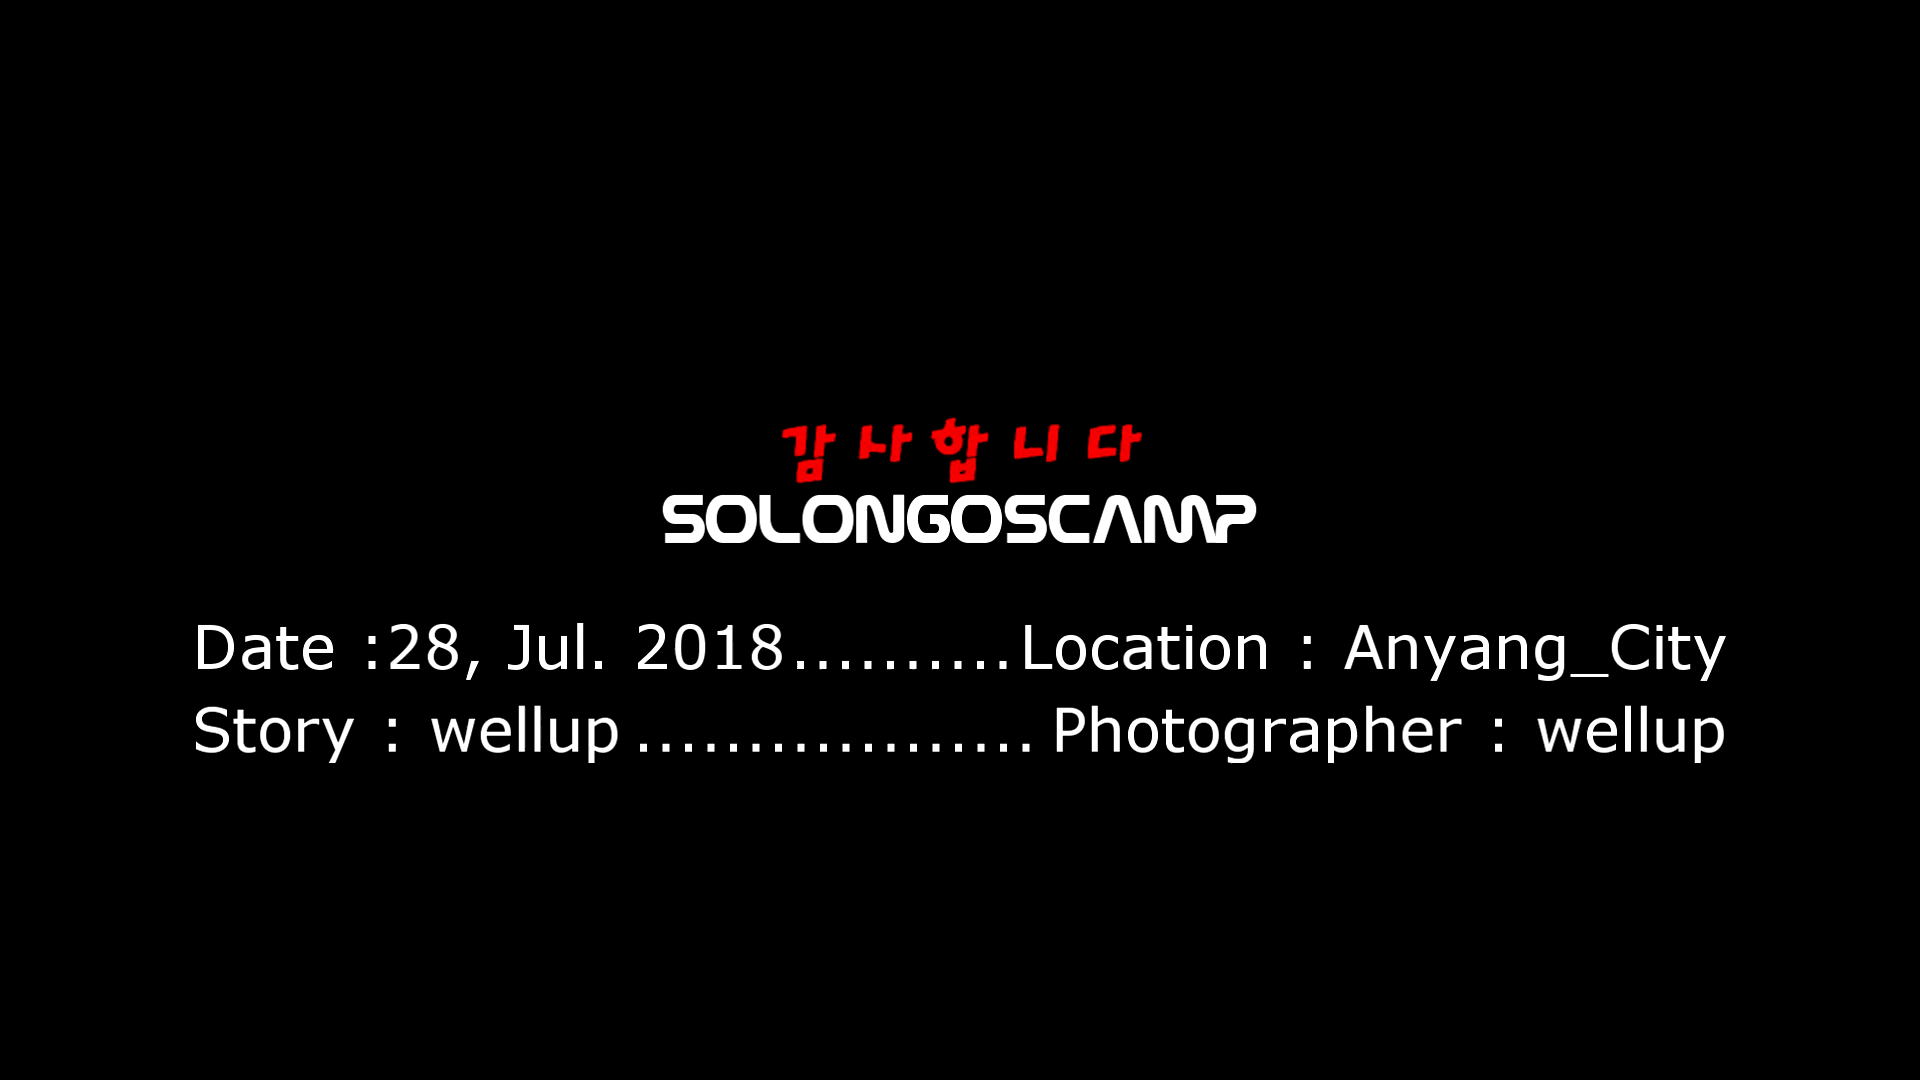 감사합니다
SOLONGOSCAMP
Date :28, Jul. 2018..........Location : Anyang_City
Story : wellup.................. Photographer : wellup